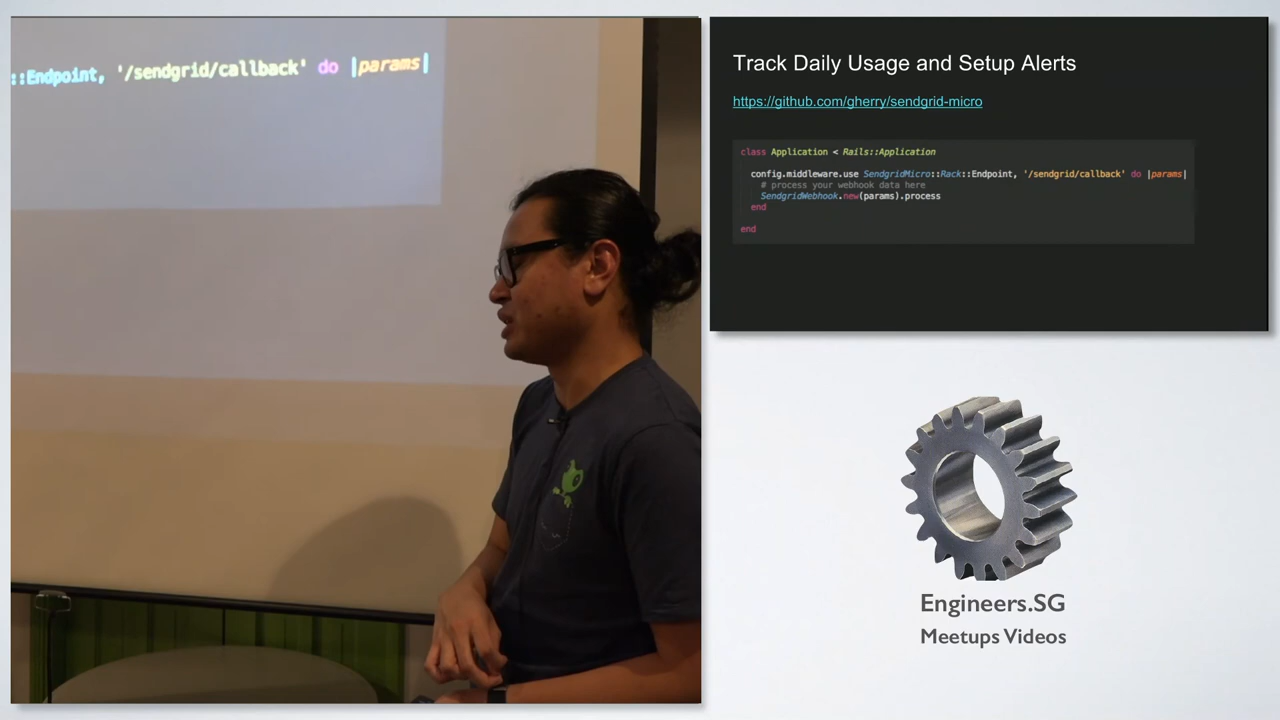 ::Endpoint, '/sendgrid/callback' do |params|
Track Daily Usage and Setup Alerts
https://github.com/gherry/sendgrid-micro
class Application < Rails::Application
config.middleware.use SendgridMicro::Rack::Endpoint, '/sendgrid/callback' do |params|
# process your webhook data here
SendgridWebhook.new(params).process
end
end
Engineers.SG
Meetups Videos